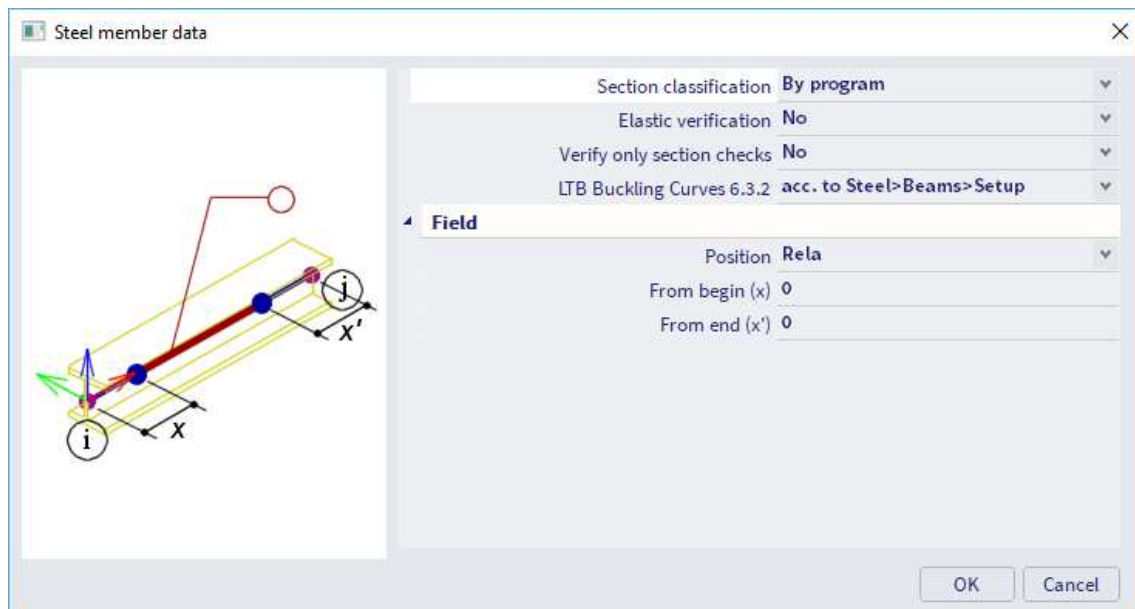 Steel member data
Section classification By program
Elastic verification No
Verify only section checks No
LTB Buckling Curves 6.3.2 acc. to Steel>Beams>Setup
Field
Position Rela
From begin (x) 0
From end (x') 0
j
x'
x
i
OK Cancel